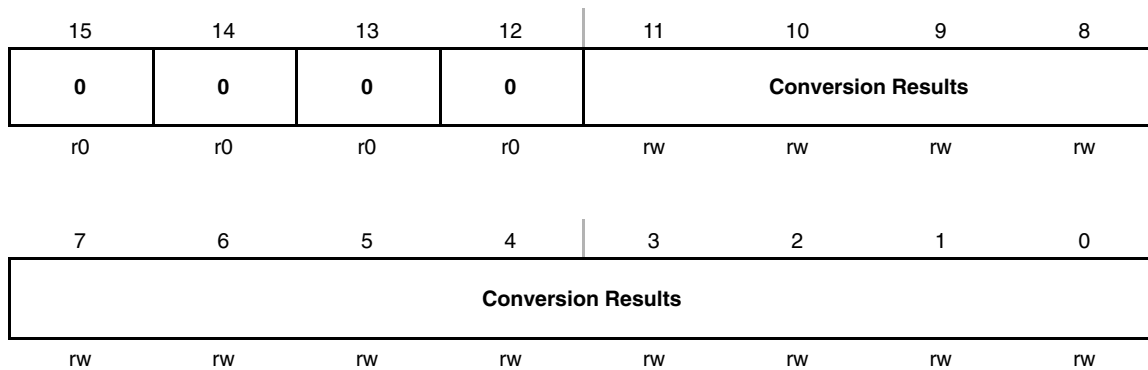 15 14 13 12 11 10 9 8
0 0 0 0 Conversion Results
r0 r0 r0 r0 rw rw rw rw
7 6 5 4 3 2 1 0
Conversion Results
rw rw rw rw rw rw rw rw